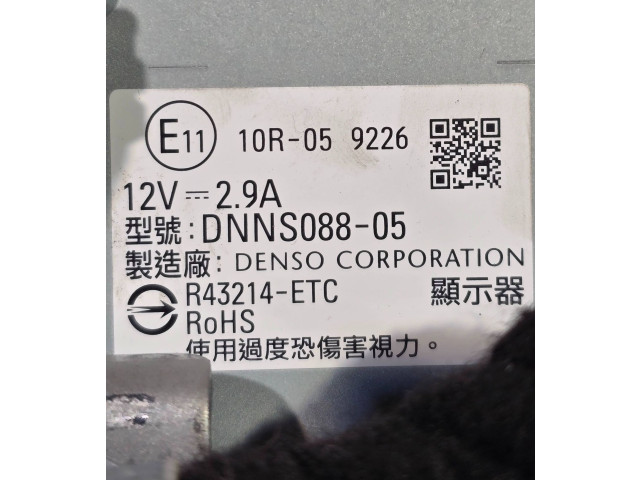 E11 10R-05 9226
12V⎓2.9A
型號:DNNS088-05
製造廠: DENSO CORPORATION
R43214-ETC 顯示器
RoHS
使用過度恐傷害視力。